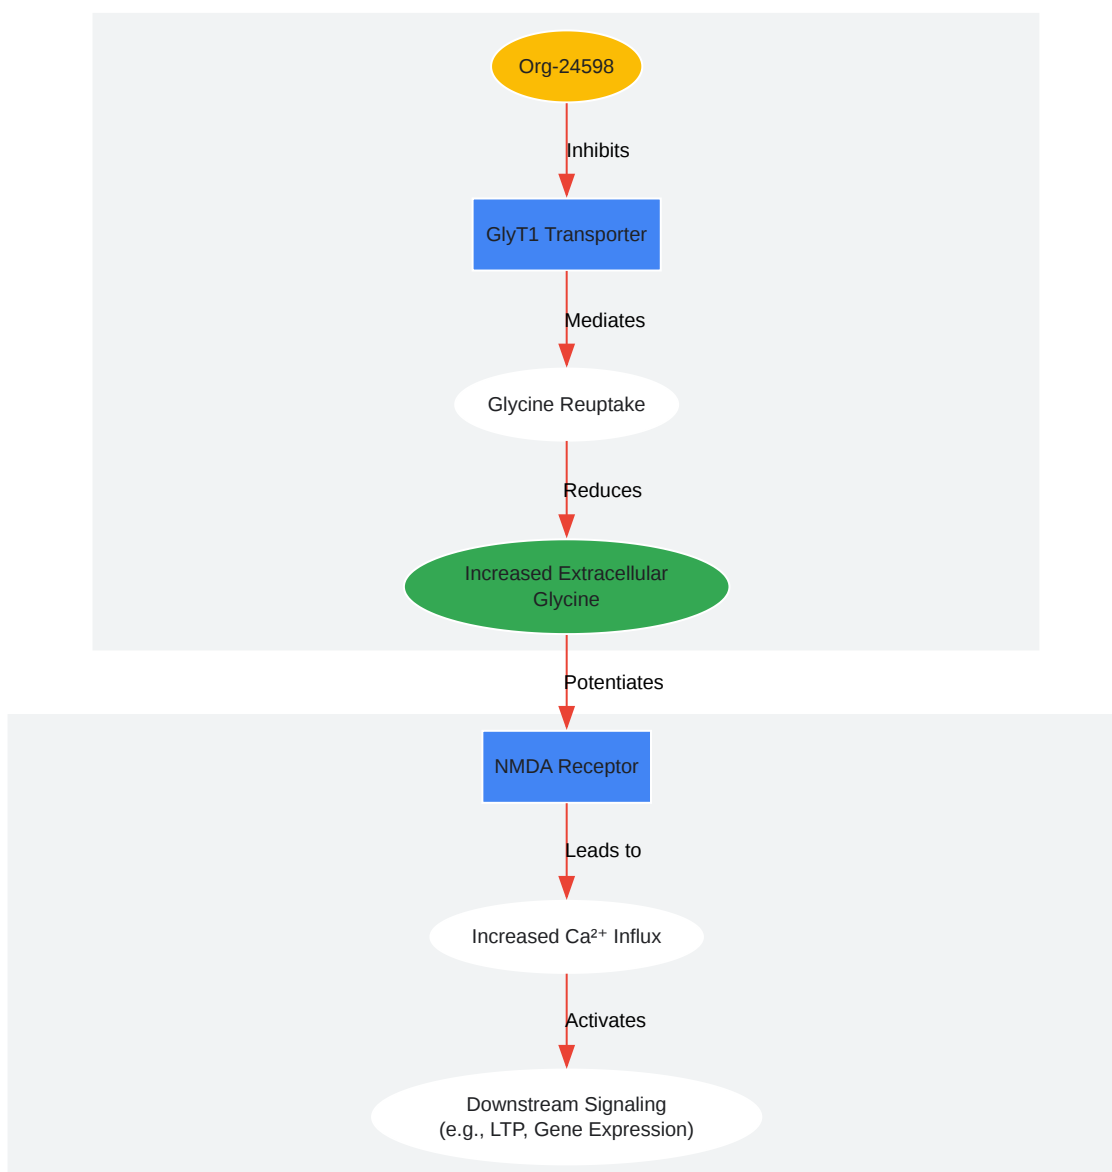 Org-24598
Inhibits
GlyT1 Transporter
Mediates
Glycine Reuptake
Reduces
Increased Extracellular
Glycine
Potentiates
NMDA Receptor
Leads to
Increased Ca²⁺ Influx
Activates
Downstream Signaling
(e.g., LTP, Gene Expression)